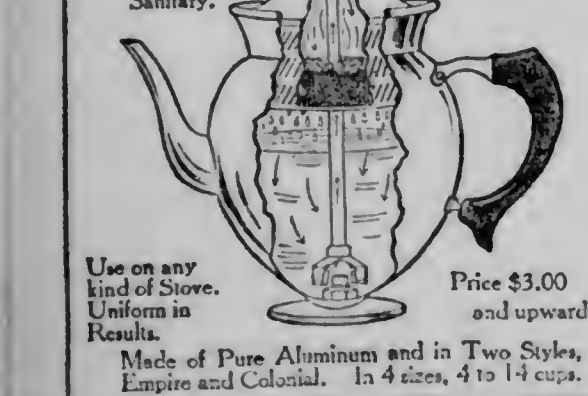 Sanitary.
Use on any
kind of Stove.
Uniform in
Results.
Price $3.00
and upward
Made of Pure Aluminum and in Two Styles,
Empire and Colonial. In 4 sizes, 4 to 14 cups.